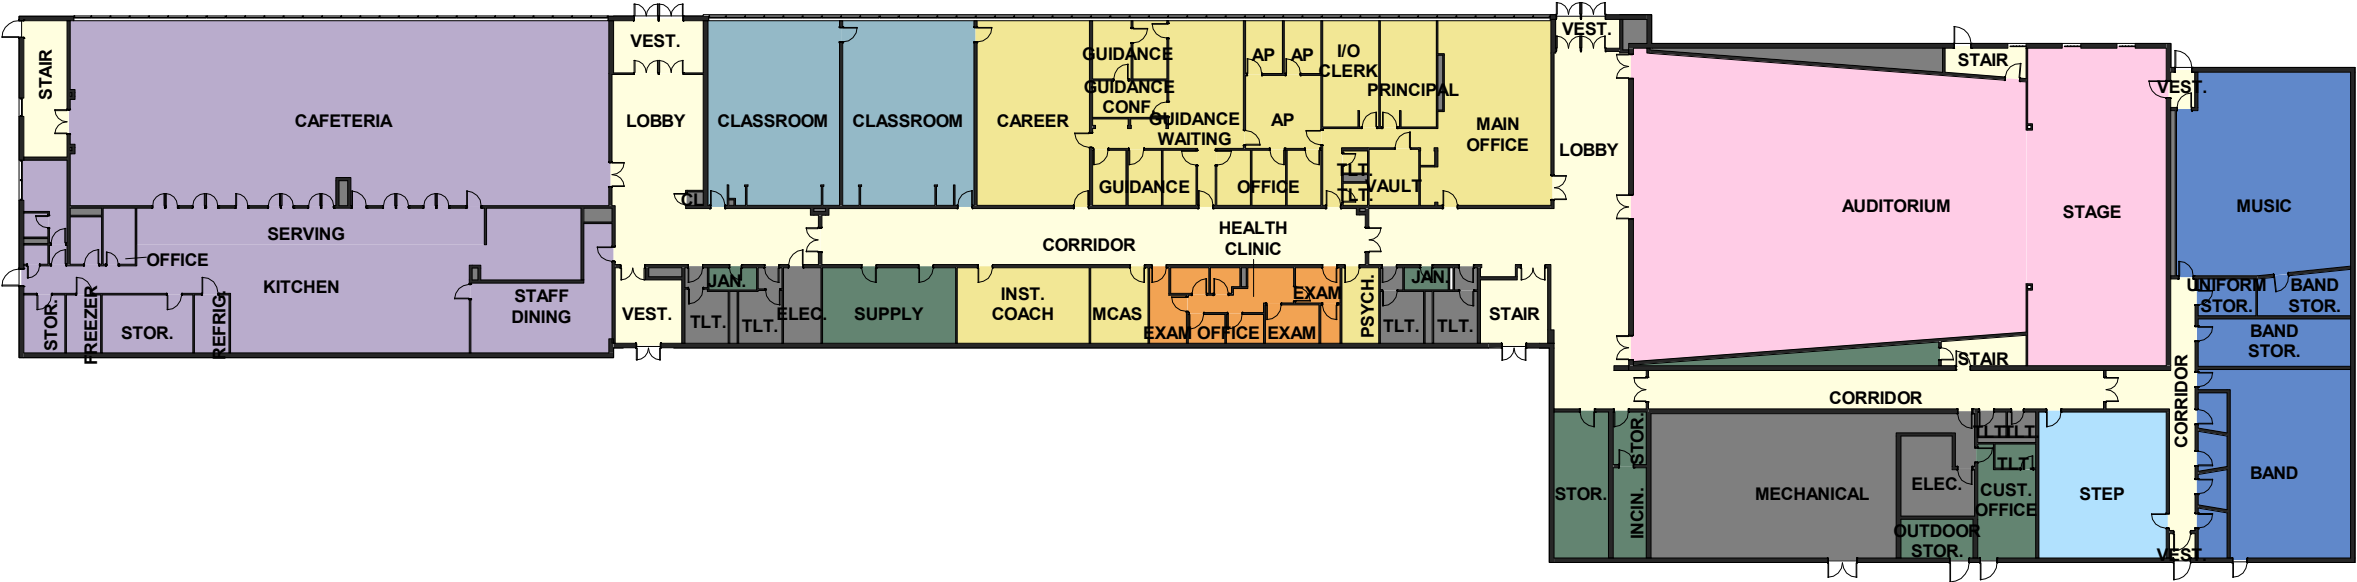 STAIR
CAFETERIA
VEST.
LOBBY
CL.
CLASSROOM
CLASSROOM
CAREER
GUIDANCE
GUIDANCE
CONF.
GUIDANCE
WAITING
GUIDANCE
OFFICE
AP
AP
AP
I/O
CLERK
PRINCIPAL
TLT.
TLT.
VAULT
MAIN
OFFICE
VEST.
LOBBY
STAIR
AUDITORIUM
STAGE
VEST.
MUSIC
SERVING
OFFICE
KITCHEN
STOR.
FREEZER
STOR.
REFRIG.
STAFF
DINING
CORRIDOR
HEALTH
CLINIC
VEST.
JAN.
TLT.
TLT.
ELEC.
SUPPLY
INST.
COACH
MCAS
EXAM
OFFICE
EXAM
EXAM
PSYCH.
JAN.
TLT.
TLT.
STAIR
STAIR
UNIFORM
STOR.
BAND
STOR.
BAND
STOR.
CORRIDOR
CORRIDOR
STOR.
STOR.
INCIN.
MECHANICAL
ELEC.
OUTDOOR
STOR.
TLT.
TLT.
TLT.
CUST.
OFFICE
STEP
BAND
VEST.